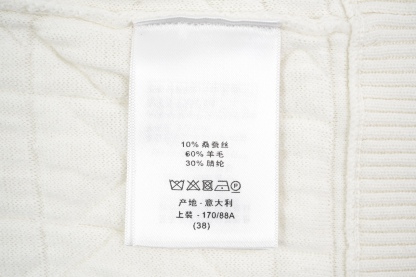 10% 桑蚕丝
60% 羊毛
30% 腈纶
产地 - 意大利
上装 - 170/88A
(38)